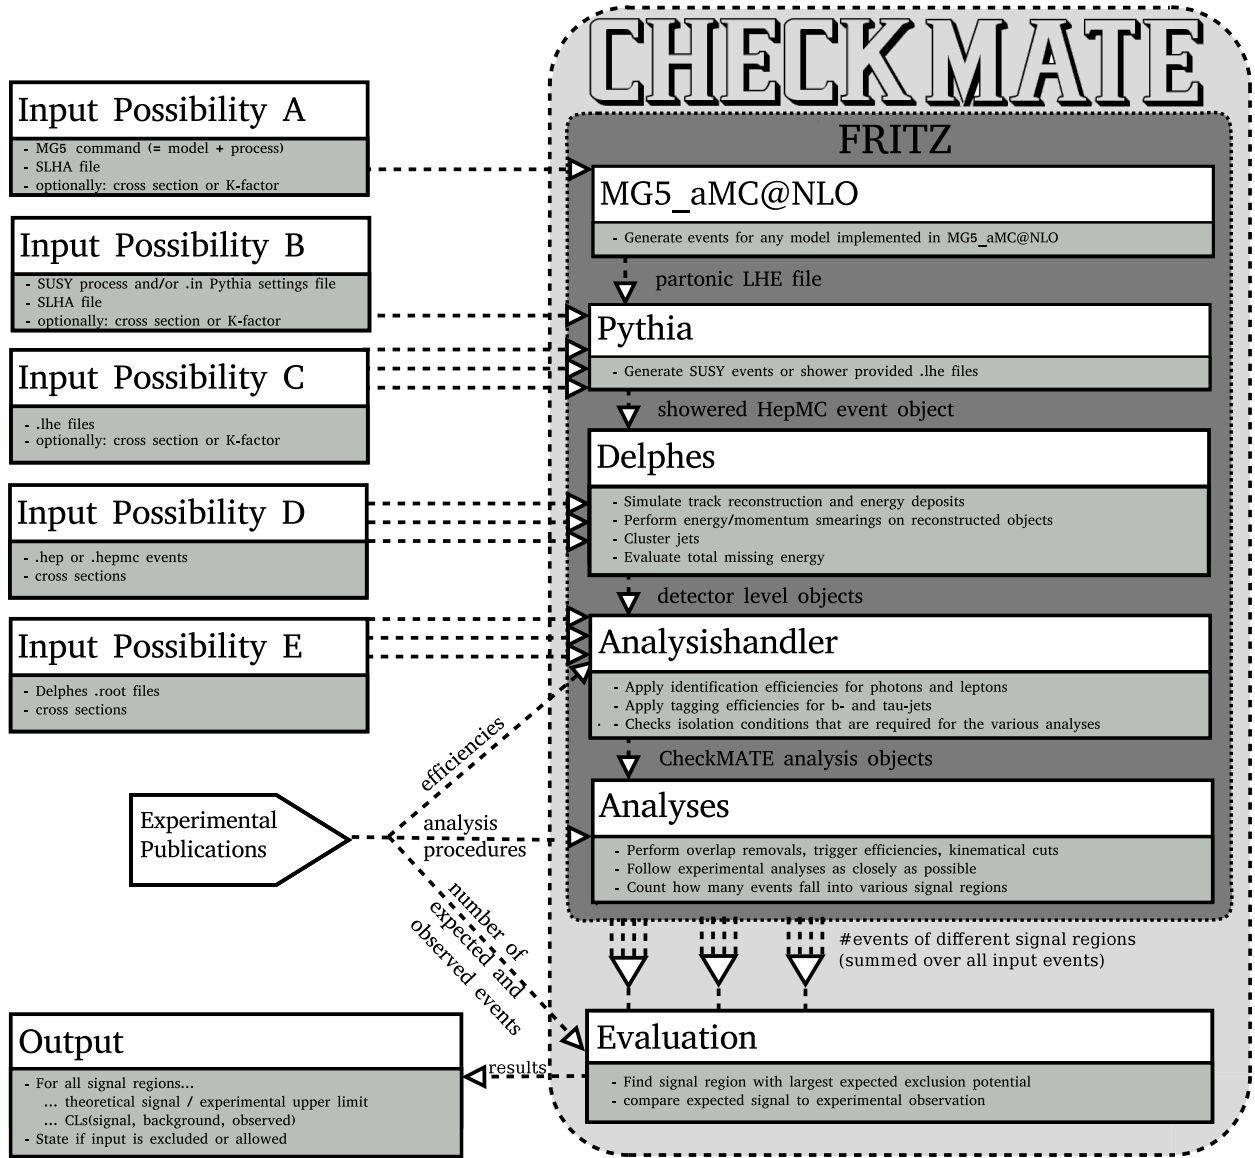 CHECKMATE
FRITZ
Input Possibility A
- MG5 command (= model + process)
- SLHA file
- optionally: cross section or K-factor
Input Possibility B
- SUSY process and/or .in Pythia settings file
- SLHA file
- optionally: cross section or K-factor
Input Possibility C
- .lhe files
- optionally: cross section or K-factor
Input Possibility D
- .hep or .hepmc events
- cross sections
Input Possibility E
- Delphes .root files
- cross sections
Experimental
Publications
efficiencies
analysis
procedures
number of
expected and
observed events
MG5_aMC@NLO
- Generate events for any model implemented in MG5_aMC@NLO
partonic LHE file
Pythia
- Generate SUSY events or shower provided .lhe files
showered HepMC event object
Delphes
- Simulate track reconstruction and energy deposits
- Perform energy/momentum smearings on reconstructed objects
- Cluster jets
- Evaluate total missing energy
detector level objects
Analysishandler
- Apply identification efficiencies for photons and leptons
- Apply tagging efficiencies for b- and tau-jets
- Checks isolation conditions that are required for the various analyses
CheckMATE analysis objects
Analyses
- Perform overlap removals, trigger efficiencies, kinematical cuts
- Follow experimental analyses as closely as possible
- Count how many events fall into various signal regions
#events of different signal regions
(summed over all input events)
Evaluation
- Find signal region with largest expected exclusion potential
- compare expected signal to experimental observation
results
Output
- For all signal regions...
... theoretical signal / experimental upper limit
... CLs(signal, background, observed)
- State if input is excluded or allowed